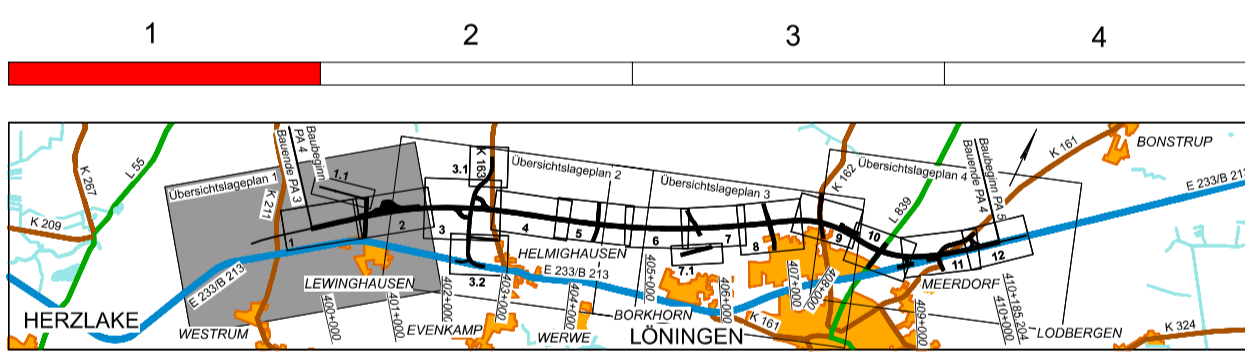 1
2
3
4
K 267
L 55
K 209
K 211
Bauende PA 3
Baubeginn PA 4
Übersichtslageplan 1
1.1
1
2
3.1
K 163
3
3.2
Übersichtslageplan 2
4
5
6
Übersichtslageplan 3
7
7.1
8
K 162
Übersichtslageplan 4
L 839
9
10
11
12
Bauende PA 4
Baubeginn PA 5
K 161
BONSTRUP
E 233/B 213
E 233/B 213
E 233/B 213
HERZLAKE
WESTRUM
LEWINGHAUSEN
400+000
401+000
402+000
EVENKAMP
403+000
HELMIGHAUSEN
404+000
WERWE
405+000
BORKHORN
LÖNINGEN
406+000
K 161
407+000
408+000
MEERDORF
409+000
410+000
410+185.204
LODBERGEN
K 324